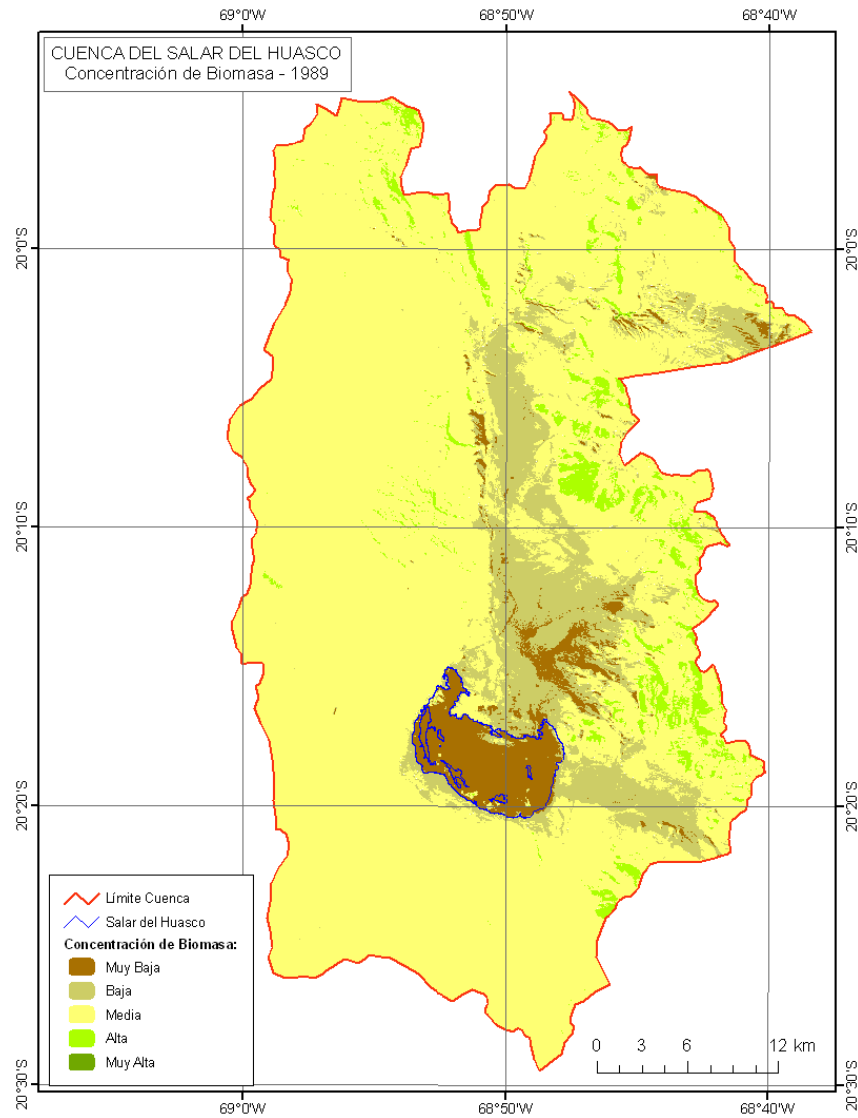 69°0'W 68°50'W 68°40'W
CUENCA DEL SALAR DEL HUASCO
Concentración de Biomasa - 1989
20°0'S 20°0'S
20°10'S 20°10'S
20°20'S 20°20'S
Límite Cuenca
Salar del Huasco
Concentración de Biomasa:
Muy Baja
Baja
Media
Alta
Muy Alta
0 3 6 12 km
20°30'S 20°30'S
69°0'W 68°50'W 68°40'W